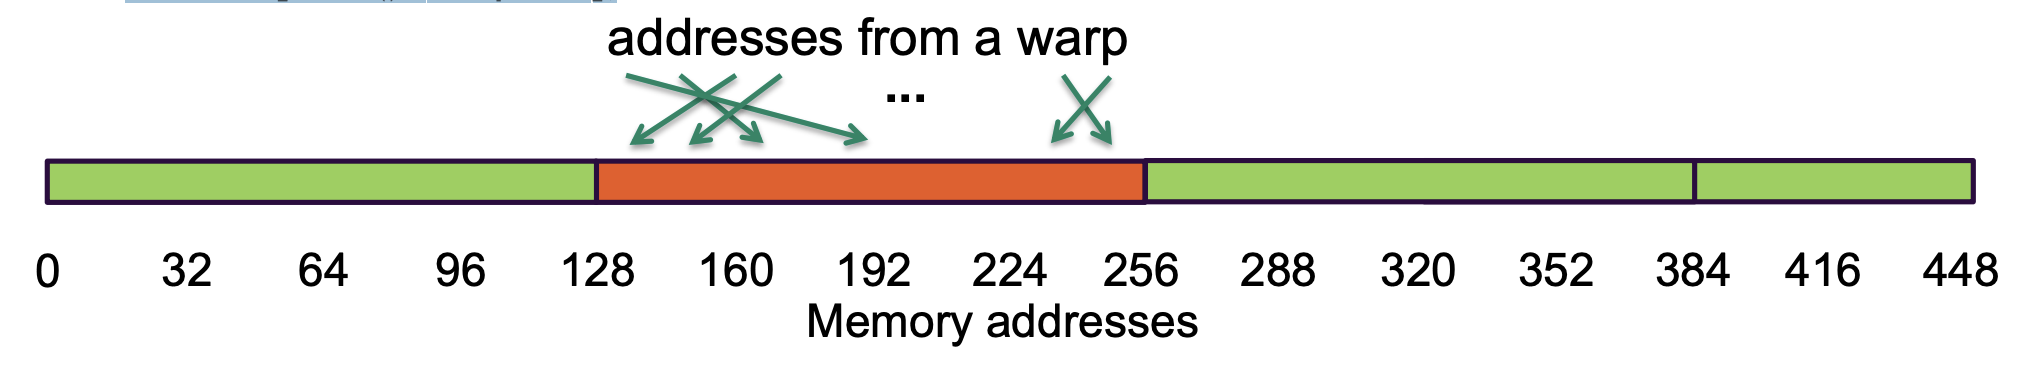 addresses from a warp
...
0 32 64 96 128 160 192 224 256 288 320 352 384 416 448
Memory addresses